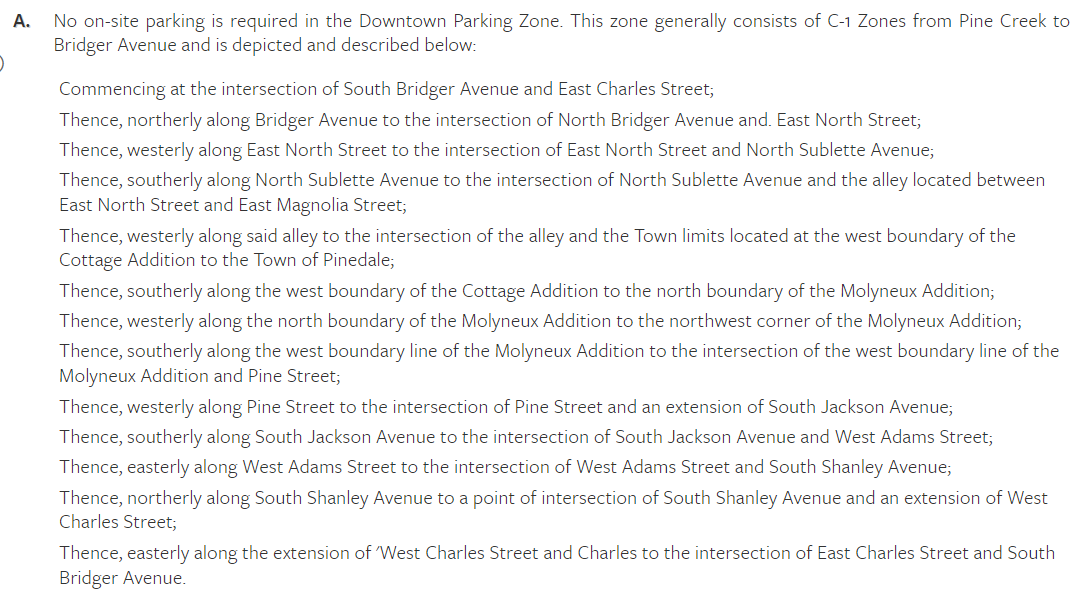 A. No on-site parking is required in the Downtown Parking Zone. This zone generally consists of C-1 Zones from Pine Creek to
Bridger Avenue and is depicted and described below:
Commencing at the intersection of South Bridger Avenue and East Charles Street;
Thence, northerly along Bridger Avenue to the intersection of North Bridger Avenue and. East North Street;
Thence, westerly along East North Street to the intersection of East North Street and North Sublette Avenue;
Thence, southerly along North Sublette Avenue to the intersection of North Sublette Avenue and the alley located between
East North Street and East Magnolia Street;
Thence, westerly along said alley to the intersection of the alley and the Town limits located at the west boundary of the
Cottage Addition to the Town of Pinedale;
Thence, southerly along the west boundary of the Cottage Addition to the north boundary of the Molyneux Addition;
Thence, westerly along the north boundary of the Molyneux Addition to the northwest corner of the Molyneux Addition;
Thence, southerly along the west boundary line of the Molyneux Addition to the intersection of the west boundary line of the
Molyneux Addition and Pine Street;
Thence, westerly along Pine Street to the intersection of Pine Street and an extension of South Jackson Avenue;
Thence, southerly along South Jackson Avenue to the intersection of South Jackson Avenue and West Adams Street;
Thence, easterly along West Adams Street to the intersection of West Adams Street and South Shanley Avenue;
Thence, northerly along South Shanley Avenue to a point of intersection of South Shanley Avenue and an extension of West
Charles Street;
Thence, easterly along the extension of 'West Charles Street and Charles to the intersection of East Charles Street and South
Bridger Avenue.